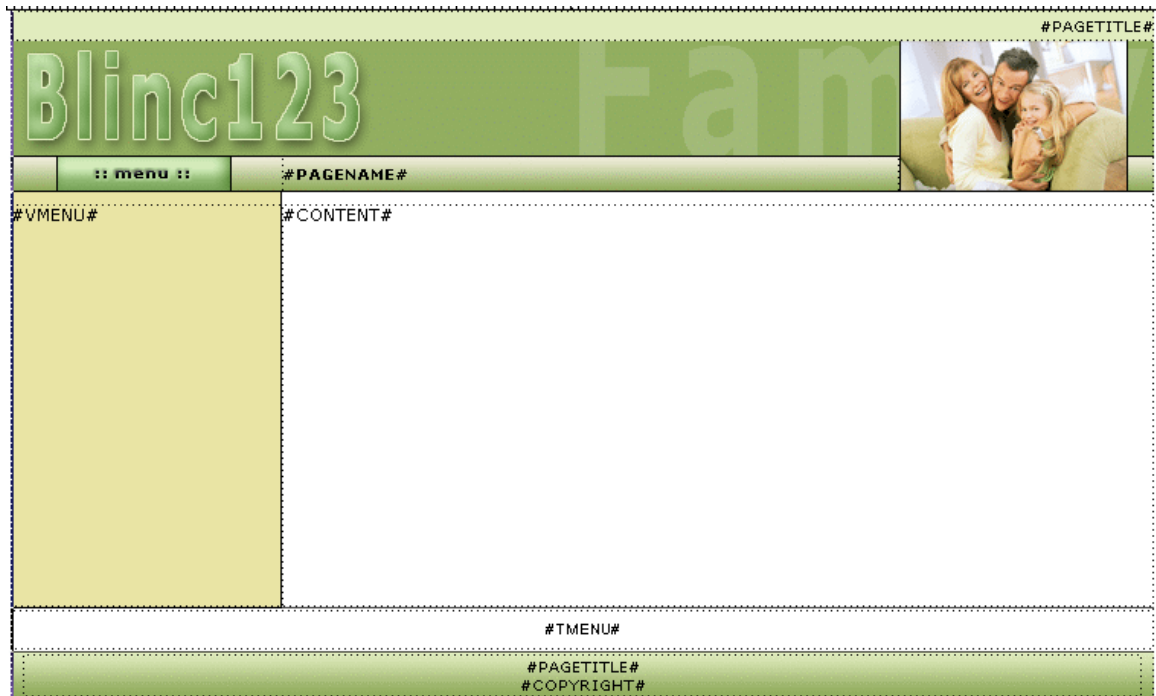 #PAGETITLE#
Blinc123
Fam
:: menu ::
#PAGENAME#
#VMENU#
#CONTENT#
#TMENU#
#PAGETITLE#
#COPYRIGHT#